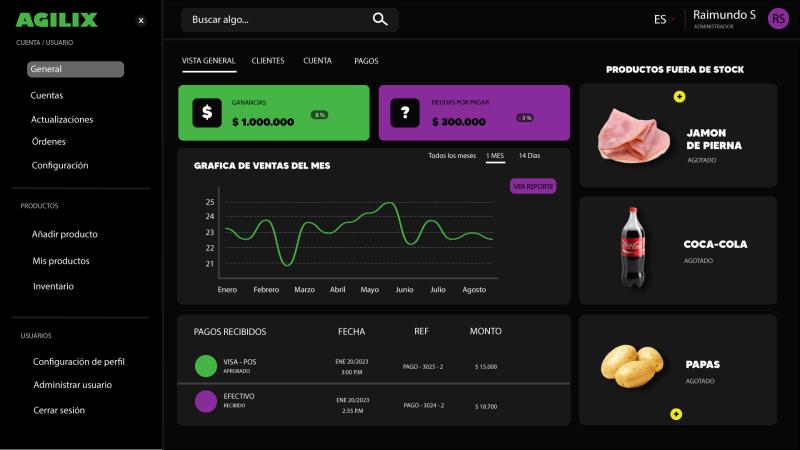 AGILIX
X
CUENTA / USUARIO
General
Cuentas
Actualizaciones
Órdenes
Configuración
PRODUCTOS
Añadir producto
Mis productos
Inventario
USUARIOS
Configuración de perfil
Administrar usuario
Cerrar sesión
Buscar algo...
ES
Raimundo S
ADMINISTRADOR
RS
VISTA GENERAL CLIENTES CUENTA PAGOS
$
GANANCIAS
$ 1.000.000
8 %
?
DEUDAS POR PAGAR
$ 300.000
- 3 %
GRAFICA DE VENTAS DEL MES
Todos los meses 1 MES 14 Dias
VER REPORTE
25
24
23
22
21
Enero Febrero Marzo Abril Mayo Junio Julio Agosto
PAGOS RECIBIDOS FECHA REF MONTO
VISA - POS
APROBADO
ENE 20/2023
3:00 P.M
PAGO - 3025 - 2
$ 15.000
EFECTIVO
RECIBIDO
ENE 20/2023
2:35 P.M
PAGO - 3024 - 2
$ 18,700
PRODUCTOS FUERA DE STOCK
+
JAMON
DE PIERNA
AGOTADO
Coca-Cola
COCA-COLA
AGOTADO
PAPAS
AGOTADO
+